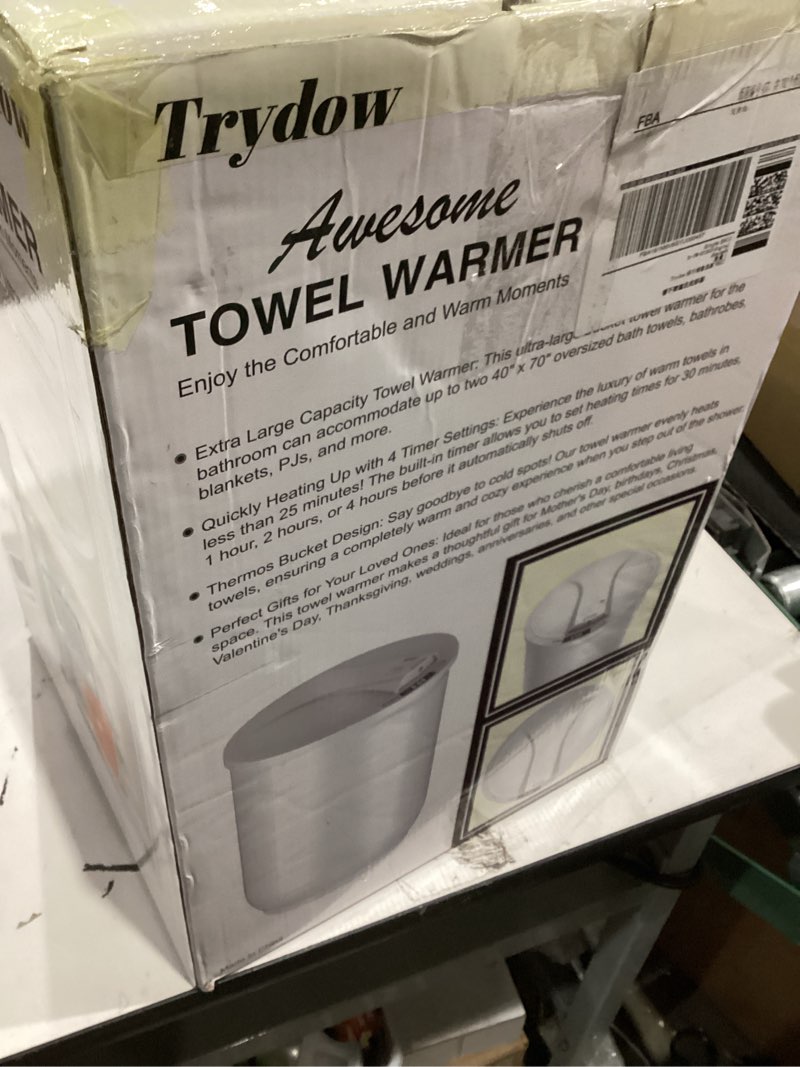 Trydow
FBA
Awesome
TOWEL WARMER
Enjoy the Comfortable and Warm Moments
• Extra Large Capacity Towel Warmer: This ultra-large bucket tower warmer for the
bathroom can accommodate up to two 40" x 70" oversized bath towels, bathrobes,
blankets, PJs, and more.
• Quickly Heating Up with 4 Timer Settings: Experience the luxury of warm towels in
less than 25 minutes! The built-in timer allows you to set heating times for 30 minutes,
1 hour, 2 hours, or 4 hours before it automatically shuts off.
• Thermos Bucket Design: Say goodbye to cold spots! Our towel warmer evenly heats
towels, ensuring a completely warm and cozy experience when you step out of the shower.
• Perfect Gifts for Your Loved Ones: Ideal for those who cherish a comfortable living
space. This towel warmer makes a thoughtful gift for Mother's Day, birthdays, Christmas,
Valentine's Day, Thanksgiving, weddings, anniversaries, and other special occasions.
Made in China